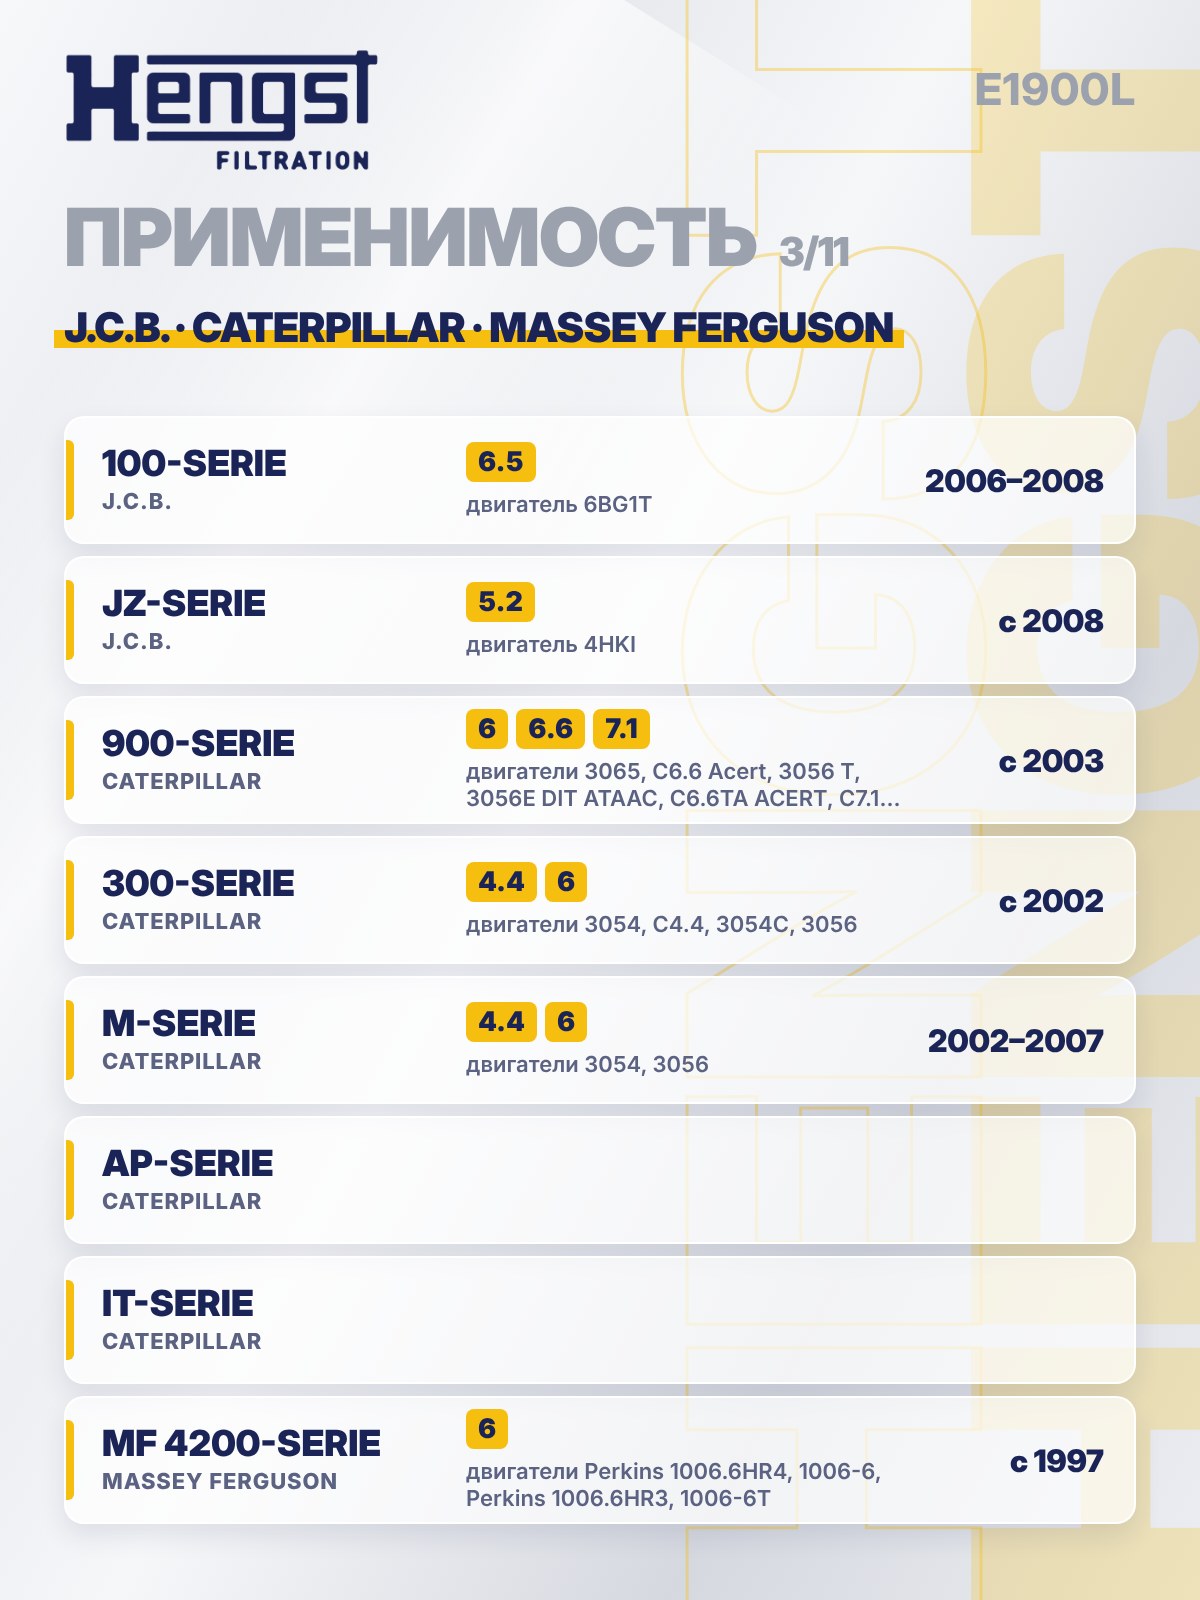 Hengst
FILTRATION
E1900L
ПРИМЕНИМОСТЬ 3/11
J.C.B. · CATERPILLAR · MASSEY FERGUSON
100-SERIE
J.C.B.
6.5
двигатель 6BG1T
2006–2008
JZ-SERIE
J.C.B.
5.2
двигатель 4HKI
с 2008
900-SERIE
CATERPILLAR
6 6.6 7.1
двигатели 3065, C6.6 Acert, 3056 T,
3056E DIT ATAAC, C6.6TA ACERT, C7.1...
с 2003
300-SERIE
CATERPILLAR
4.4 6
двигатели 3054, C4.4, 3054C, 3056
с 2002
M-SERIE
CATERPILLAR
4.4 6
двигатели 3054, 3056
2002–2007
AP-SERIE
CATERPILLAR
IT-SERIE
CATERPILLAR
MF 4200-SERIE
MASSEY FERGUSON
6
двигатели Perkins 1006.6HR4, 1006-6,
Perkins 1006.6HR3, 1006-6T
с 1997
HENGST
HENGST